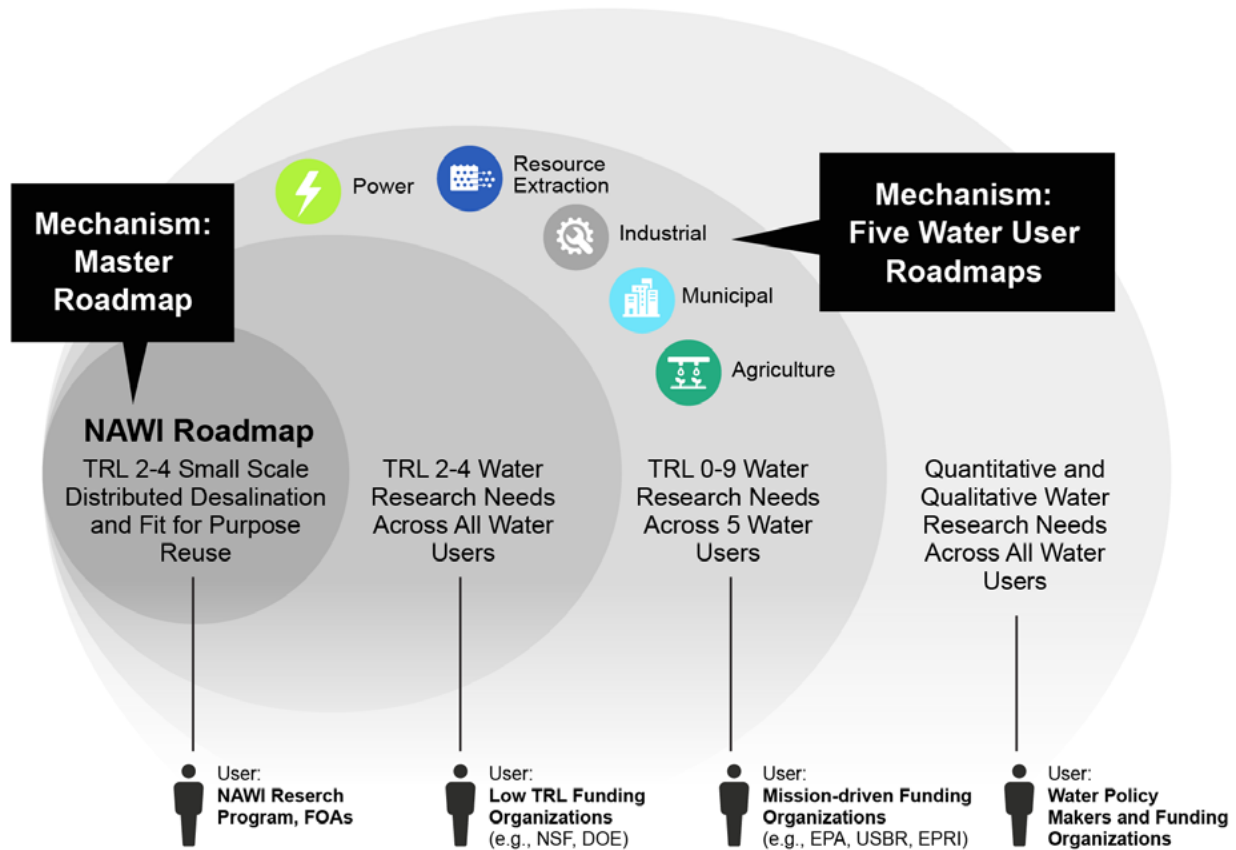 Power
Resource
Extraction
Industrial
Municipal
Agriculture
Mechanism:
Master
Roadmap
Mechanism:
Five Water User
Roadmaps
NAWI Roadmap
TRL 2-4 Small Scale
Distributed Desalination
and Fit for Purpose
Reuse
TRL 2-4 Water
Research Needs
Across All Water
Users
TRL 0-9 Water
Research Needs
Across 5 Water
Users
Quantitative and
Qualitative Water
Research Needs
Across All Water
Users
User:
NAWI Reserch
Program, FOAs
User:
Low TRL Funding
Organizations
(e.g., NSF, DOE)
User:
Mission-driven Funding
Organizations
(e.g., EPA, USBR, EPRI)
User:
Water Policy
Makers and Funding
Organizations